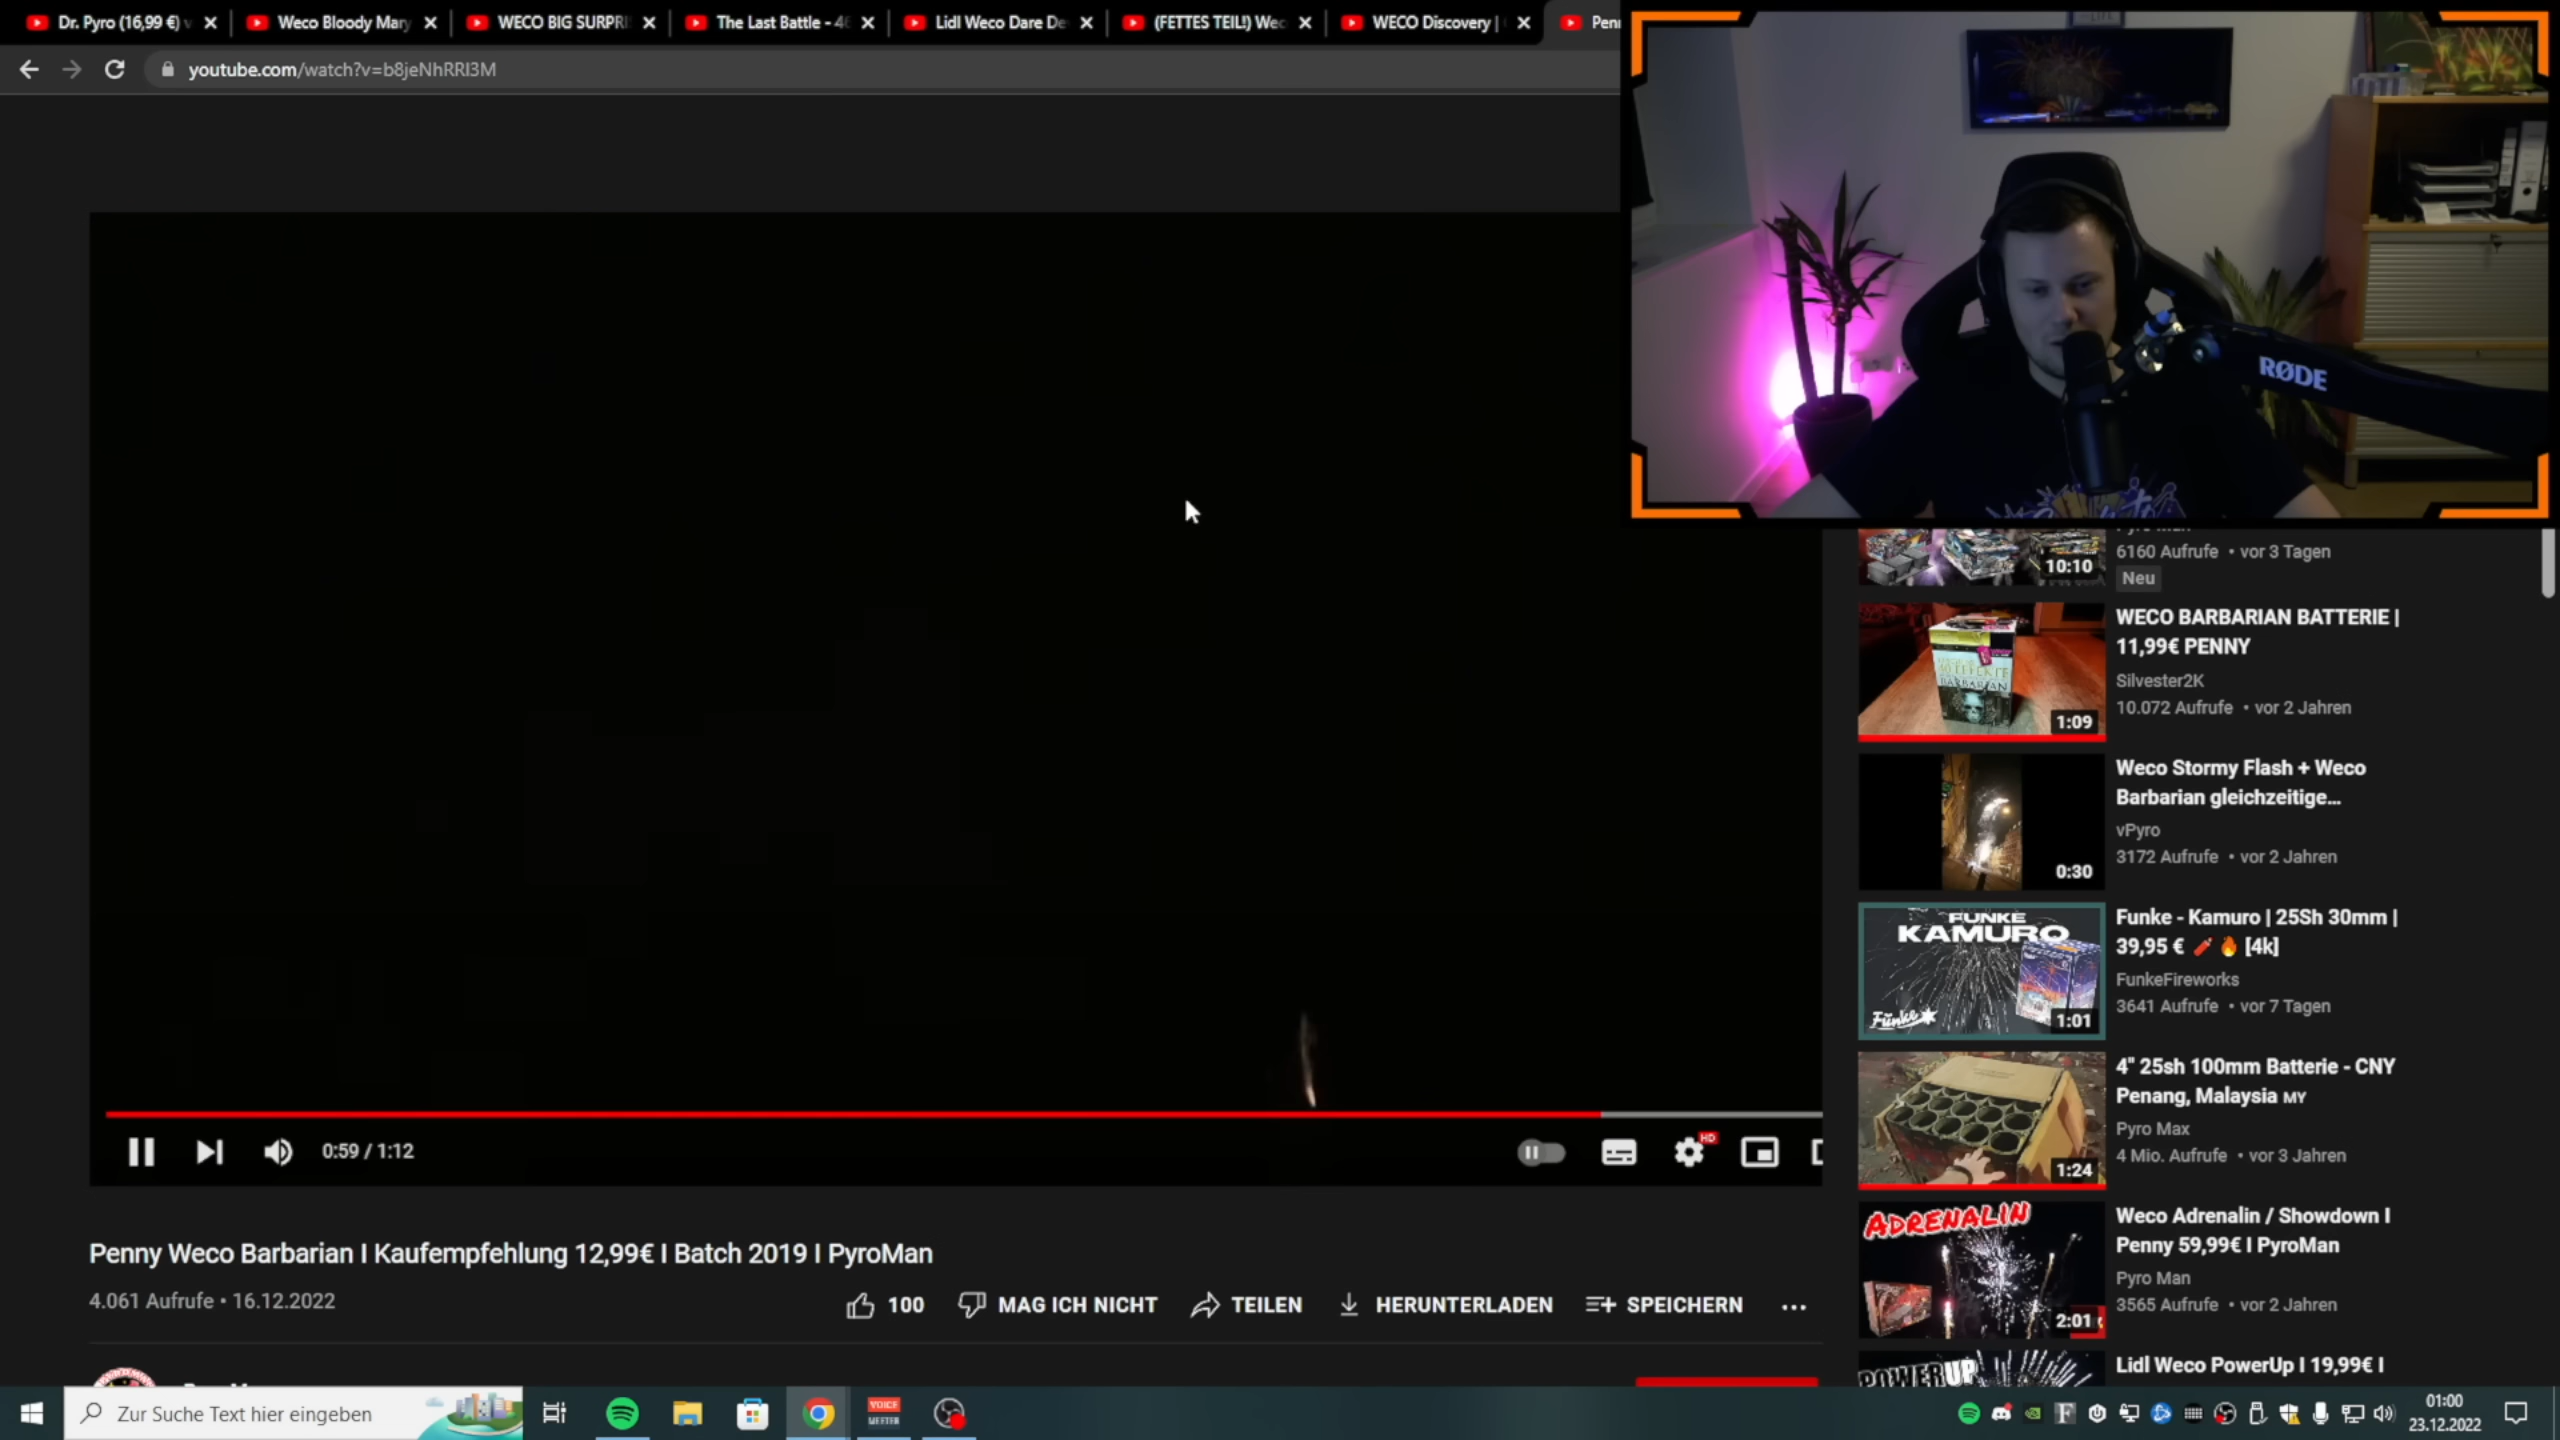 Dr. Pyro (16,99 €)
Weco Bloody Mary
WECO BIG SURPRI
The Last Battle - 4
Lidl Weco Dare De
(FETTES TEIL!) Wec
WECO Discovery |
Pen
youtube.com/watch?v=b8jeNhRRI3M
RØDE
6160 Aufrufe • vor 3 Tagen
10:10
Neu
WECO BARBARIAN BATTERIE |
11,99€ PENNY
Silvester2K
10.072 Aufrufe • vor 2 Jahren
BARBARIAN
1:09
Weco Stormy Flash + Weco
Barbarian gleichzeitige...
vPyro
3172 Aufrufe • vor 2 Jahren
0:30
FUNKE
KAMURO
Funke
1:01
Funke - Kamuro | 25Sh 30mm |
39,95 € 🧨 🔥 [4k]
FunkeFireworks
3641 Aufrufe • vor 7 Tagen
4" 25sh 100mm Batterie - CNY
Penang, Malaysia MY
Pyro Max
4 Mio. Aufrufe • vor 3 Jahren
1:24
ADRENALIN
2:01
Weco Adrenalin / Showdown I
Penny 59,99€ I PyroMan
Pyro Man
3565 Aufrufe • vor 2 Jahren
POWERUP
Lidl Weco PowerUp I 19,99€ I
0:59 / 1:12
HD
Penny Weco Barbarian I Kaufempfehlung 12,99€ I Batch 2019 I PyroMan
4.061 Aufrufe • 16.12.2022
100
MAG ICH NICHT
TEILEN
HERUNTERLADEN
SPEICHERN
Zur Suche Text hier eingeben
VOICE
MEETER
01:00
23.12.2022